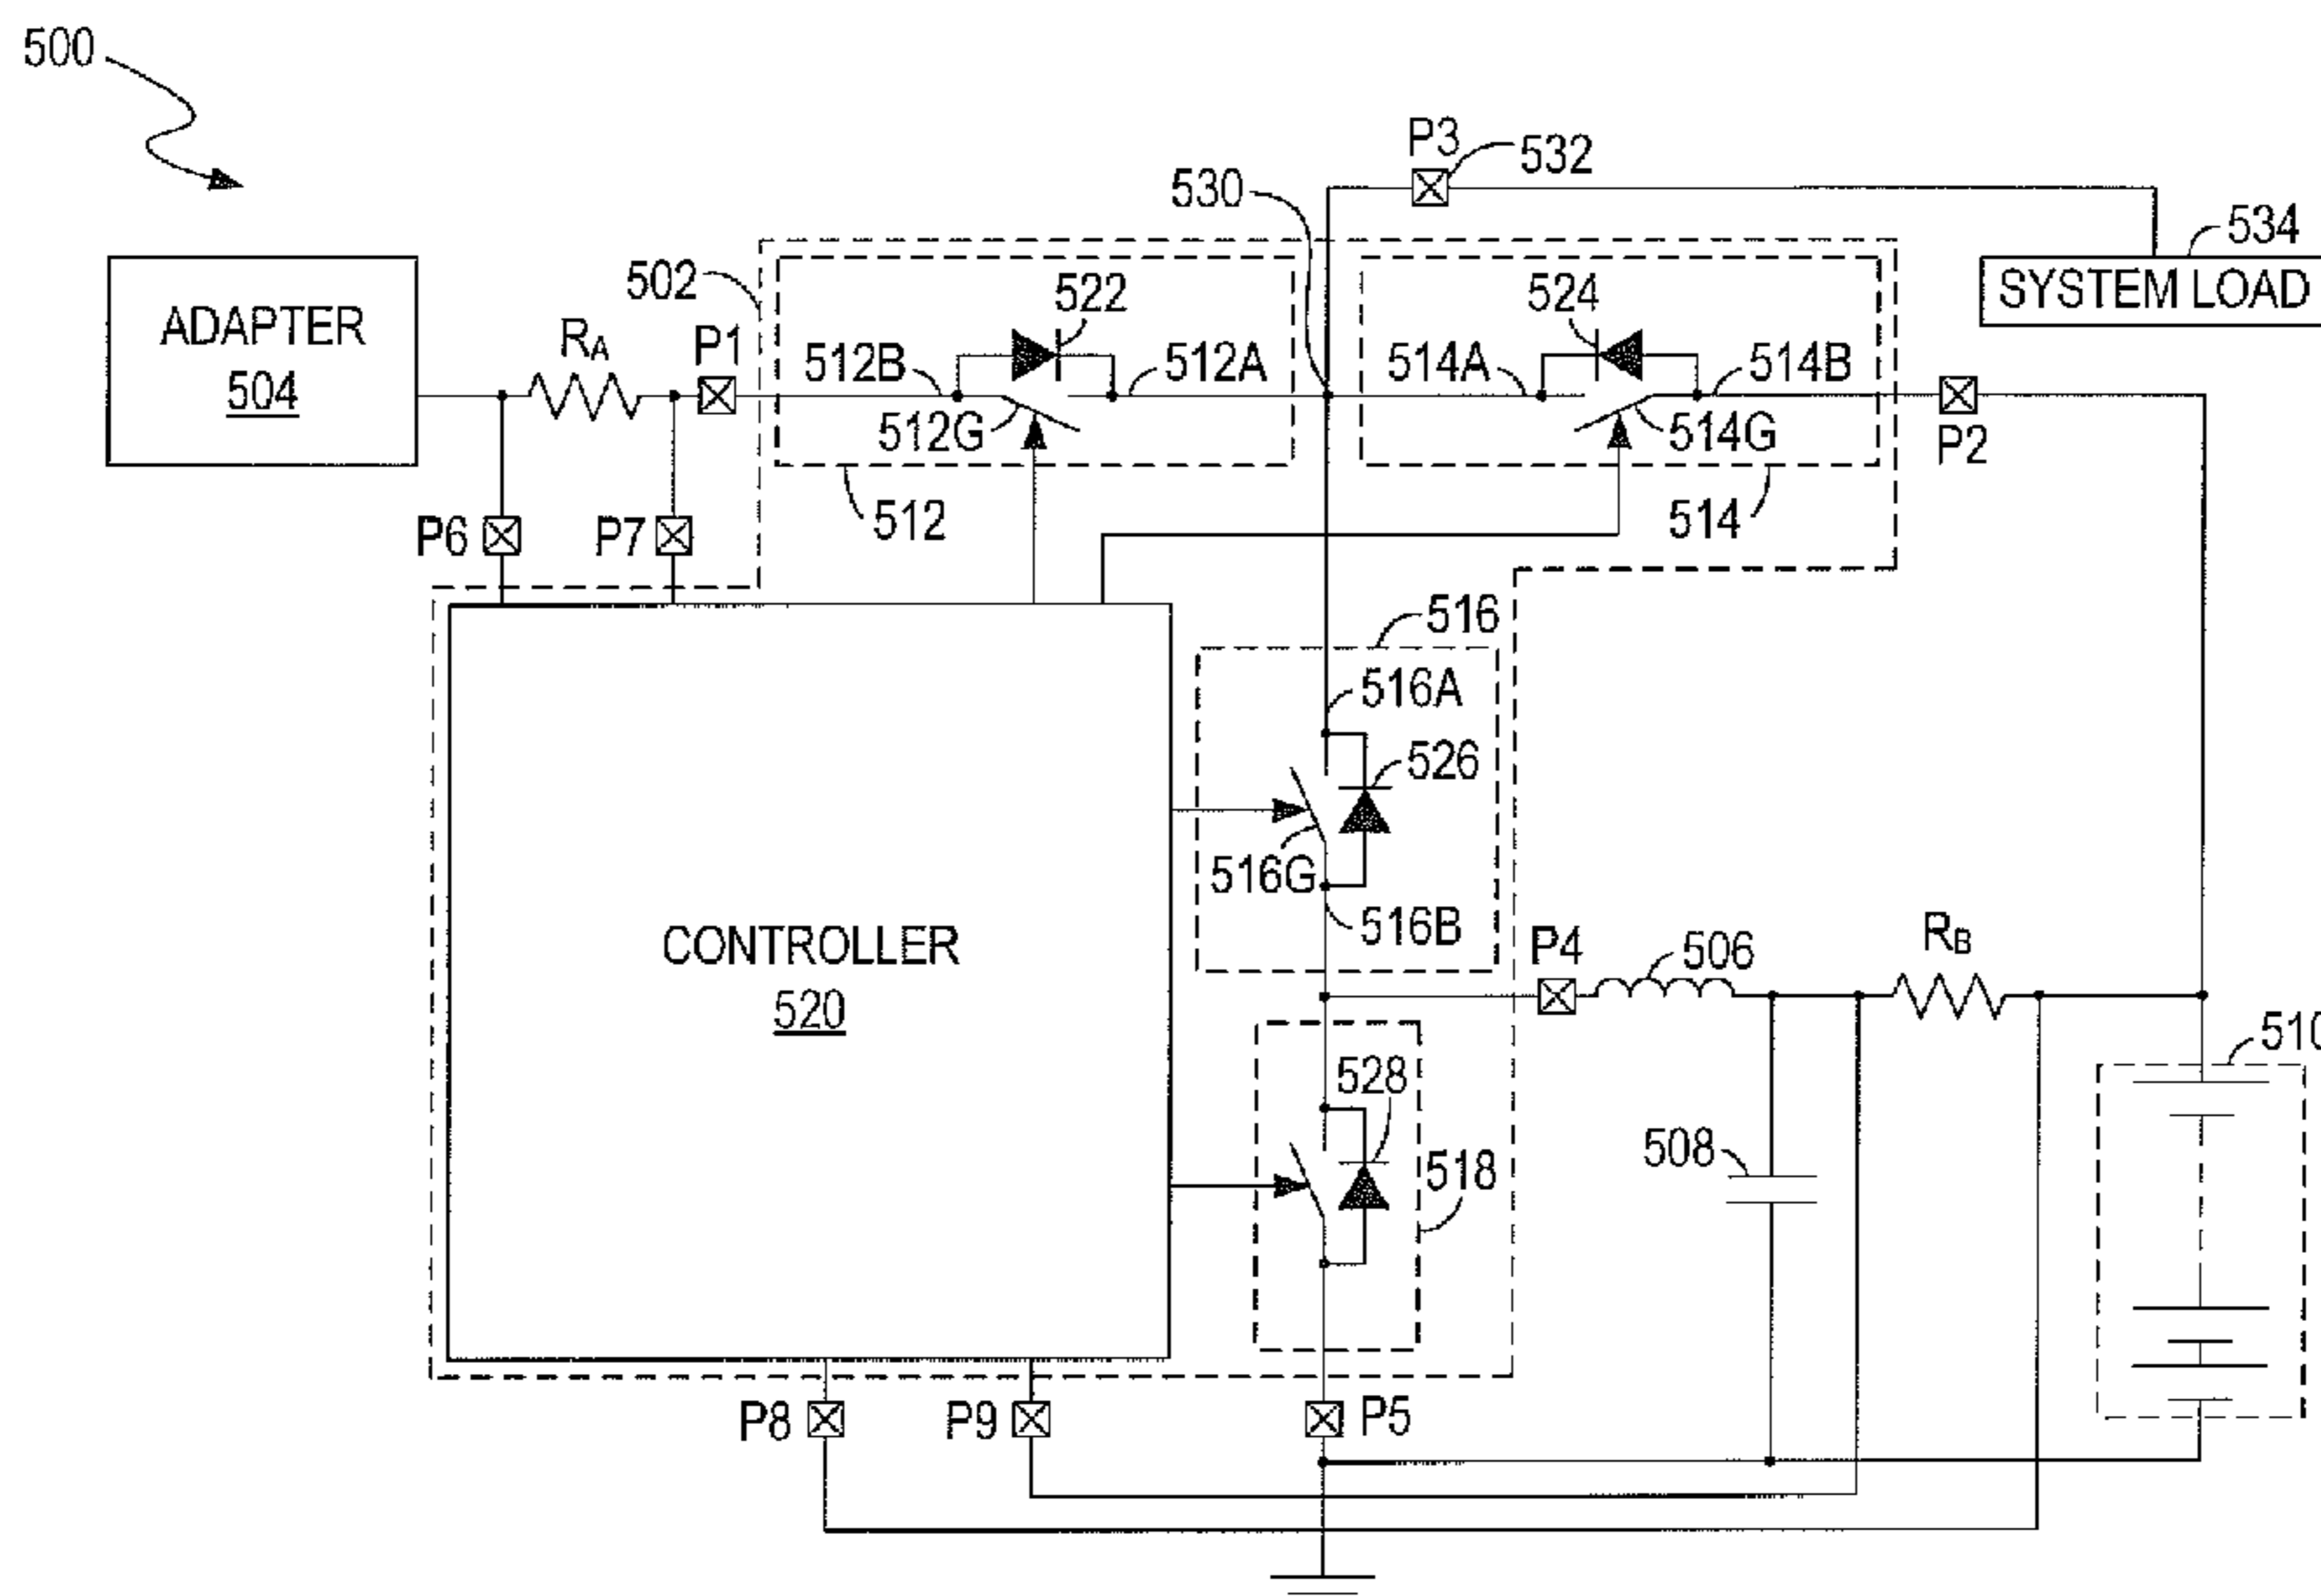 500
P3
532
530
534
SYSTEM LOAD
502
522
524
ADAPTER
504
RA
P1
512B
512A
514A
514B
512G
514G
P2
512
514
P6
P7
516
516A
526
516G
516B
CONTROLLER
520
P4
506
RB
510
528
518
508
P8
P9
P5